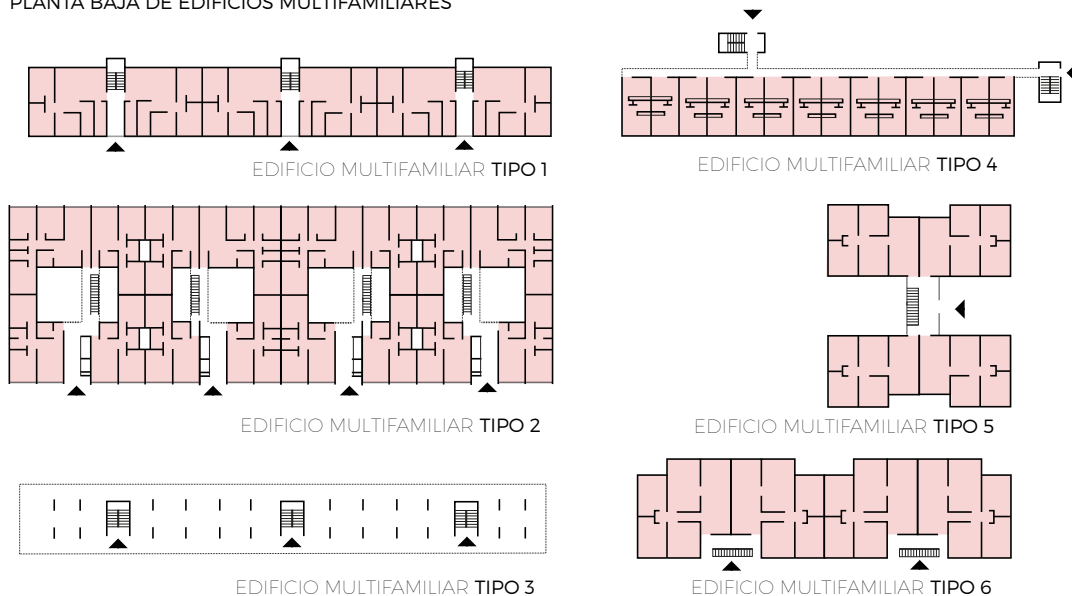 PLANTA BAJA DE EDIFICIOS MULTIFAMILIARES
EDIFICIO MULTIFAMILIAR TIPO 1
EDIFICIO MULTIFAMILIAR TIPO 4
EDIFICIO MULTIFAMILIAR TIPO 2
EDIFICIO MULTIFAMILIAR TIPO 5
EDIFICIO MULTIFAMILIAR TIPO 3
EDIFICIO MULTIFAMILIAR TIPO 6